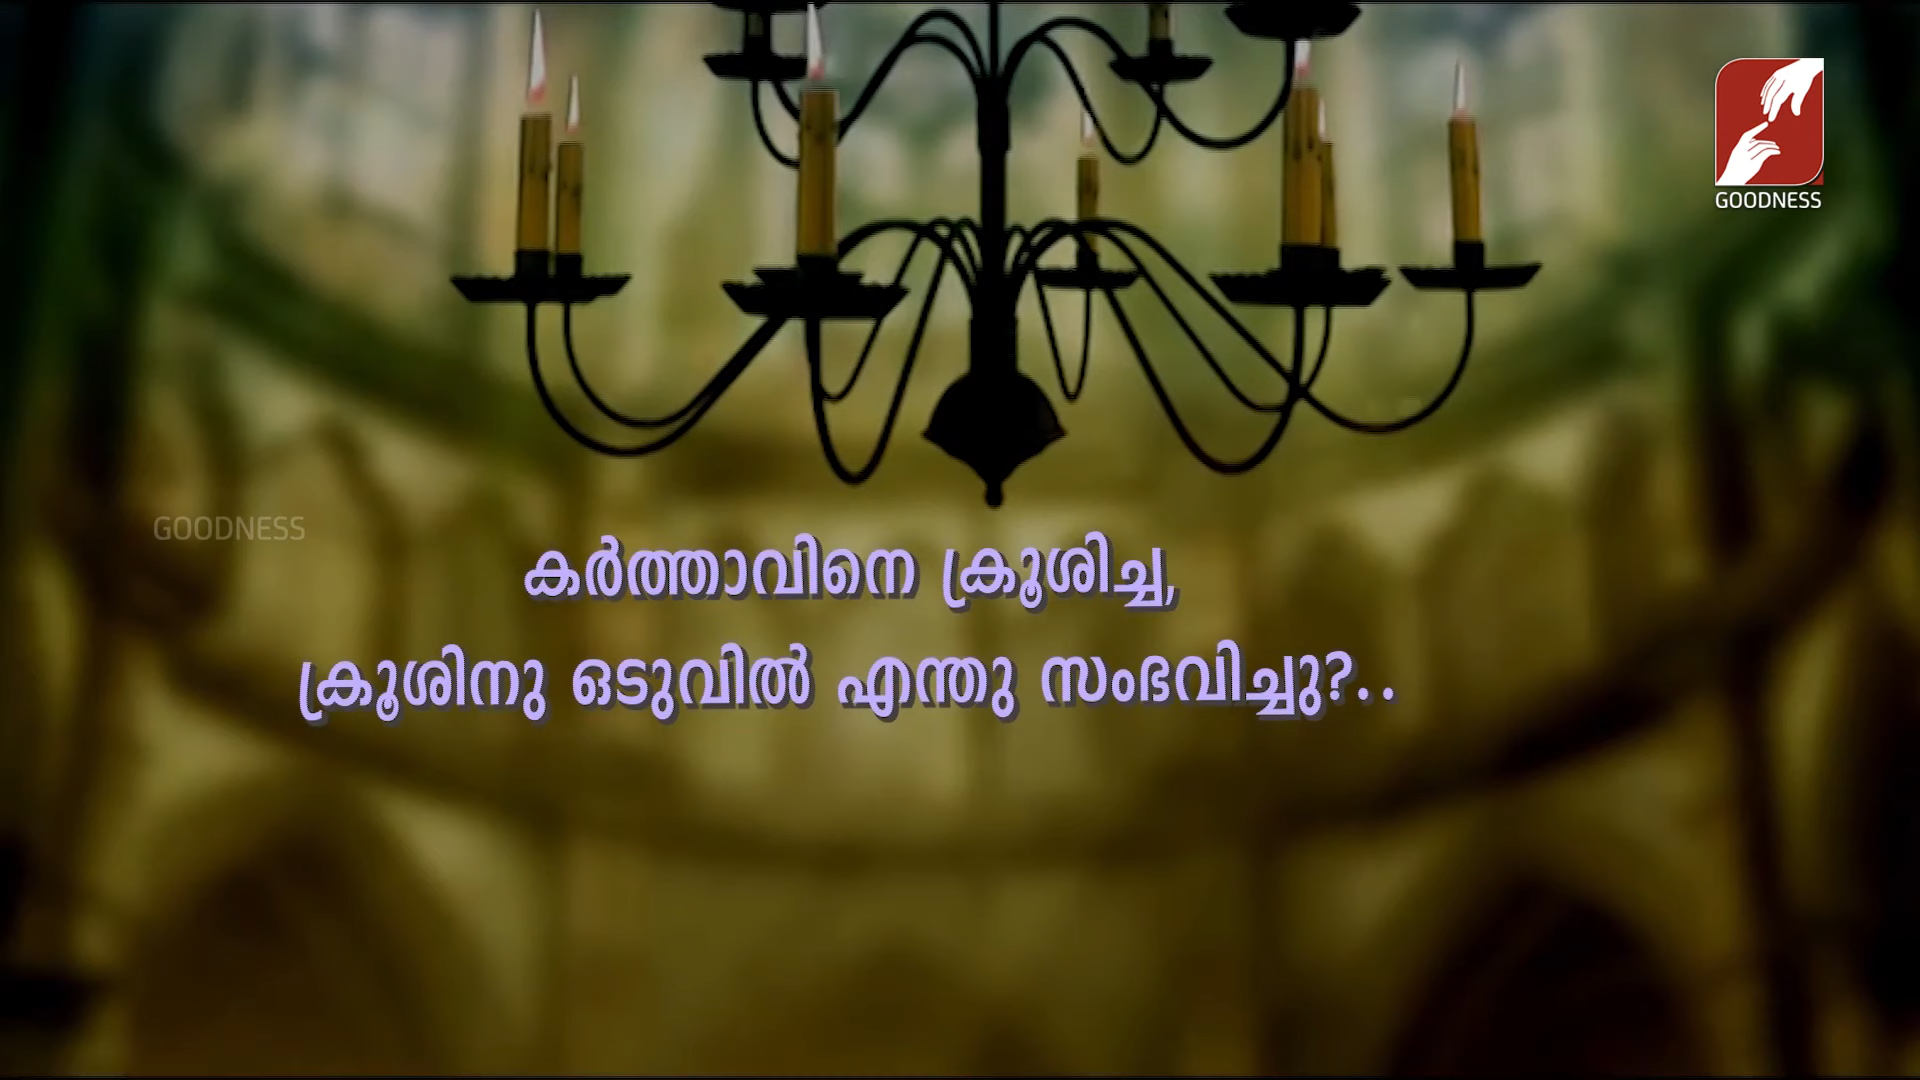 GOODNESS
GOODNESS
കർത്താവിനെ ക്രൂശിച്ച,
ക്രൂശിനു ഒടുവിൽ എന്തു സംഭവിച്ചു?..